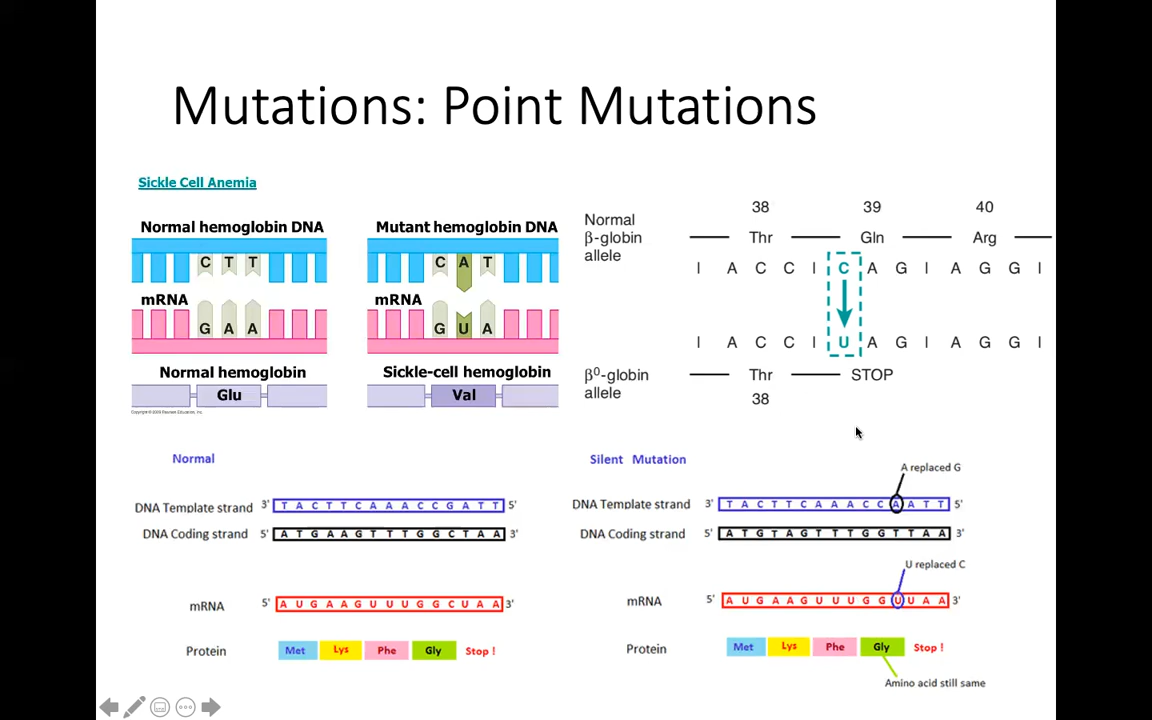 Mutations: Point Mutations
Sickle Cell Anemia
Normal hemoglobin DNA
C T T
mRNA
G A A
Normal hemoglobin
Glu
Mutant hemoglobin DNA
C A T
mRNA
G U A
Sickle-cell hemoglobin
Val
38 39 40
Normal
β-globin
allele
Thr Gln Arg
I A C C I C A G I A G G I
I A C C I U A G I A G G I
β⁰-globin
allele
Thr STOP
38
Normal
DNA Template strand 3' T A C T T C A A A C C G A T T 5'
DNA Coding strand 5' A T G A A G T T T G G C T A A 3'
mRNA 5' A U G A A G U U U G G C U A A 3'
Protein Met Lys Phe Gly Stop !
Silent Mutation
A replaced G
DNA Template strand 3' T A C T T C A A A C C A A T T 5'
DNA Coding strand 5' A T G T A G T T T G G T T A A 3'
U replaced C
mRNA 5' A U G A A G U U U G G U U A A 3'
Protein Met Lys Phe Gly Stop !
Amino acid still same